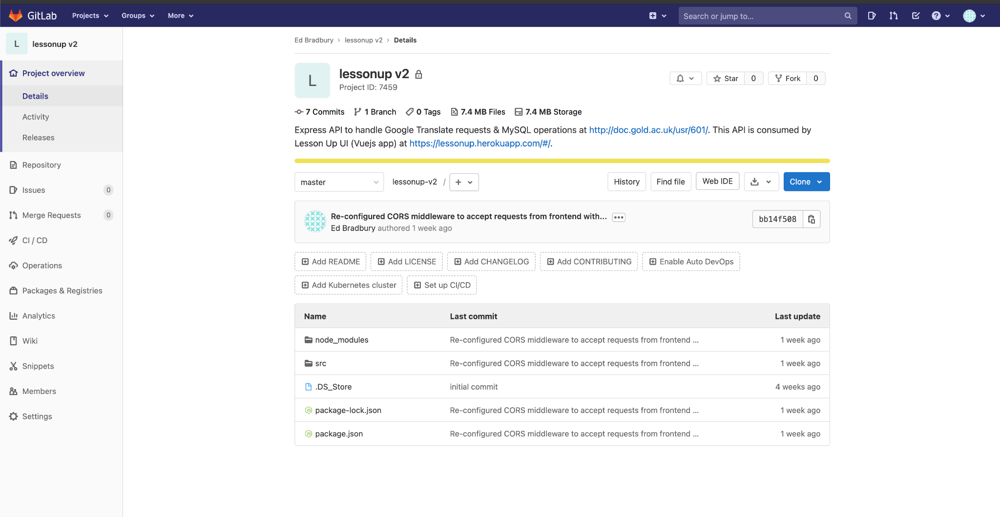 GitLab Projects Groups More Search or jump to...
L lessonup v2
Project overview
Details
Activity
Releases
Repository
Issues 0
Merge Requests 0
CI / CD
Operations
Packages & Registries
Analytics
Wiki
Snippets
Members
Settings
Ed Bradbury > lessonup v2 > Details
L
lessonup v2
Project ID: 7459
Star 0 Fork 0
7 Commits 1 Branch 0 Tags 7.4 MB Files 7.4 MB Storage
Express API to handle Google Translate requests & MySQL operations at http://doc.gold.ac.uk/usr/601/. This API is consumed by
Lesson Up UI (Vuejs app) at https://lessonup.herokuapp.com/#/.
master lessonup-v2 / + History Find file Web IDE Clone
Re-configured CORS middleware to accept requests from frontend with... •••
Ed Bradbury authored 1 week ago
bb14f508
Add README Add LICENSE Add CHANGELOG Add CONTRIBUTING Enable Auto DevOps
Add Kubernetes cluster Set up CI/CD
Name Last commit Last update
node_modules Re-configured CORS middleware to accept requests from frontend ... 1 week ago
src Re-configured CORS middleware to accept requests from frontend ... 1 week ago
.DS_Store initial commit 4 weeks ago
package-lock.json Re-configured CORS middleware to accept requests from frontend ... 1 week ago
package.json Re-configured CORS middleware to accept requests from frontend ... 1 week ago